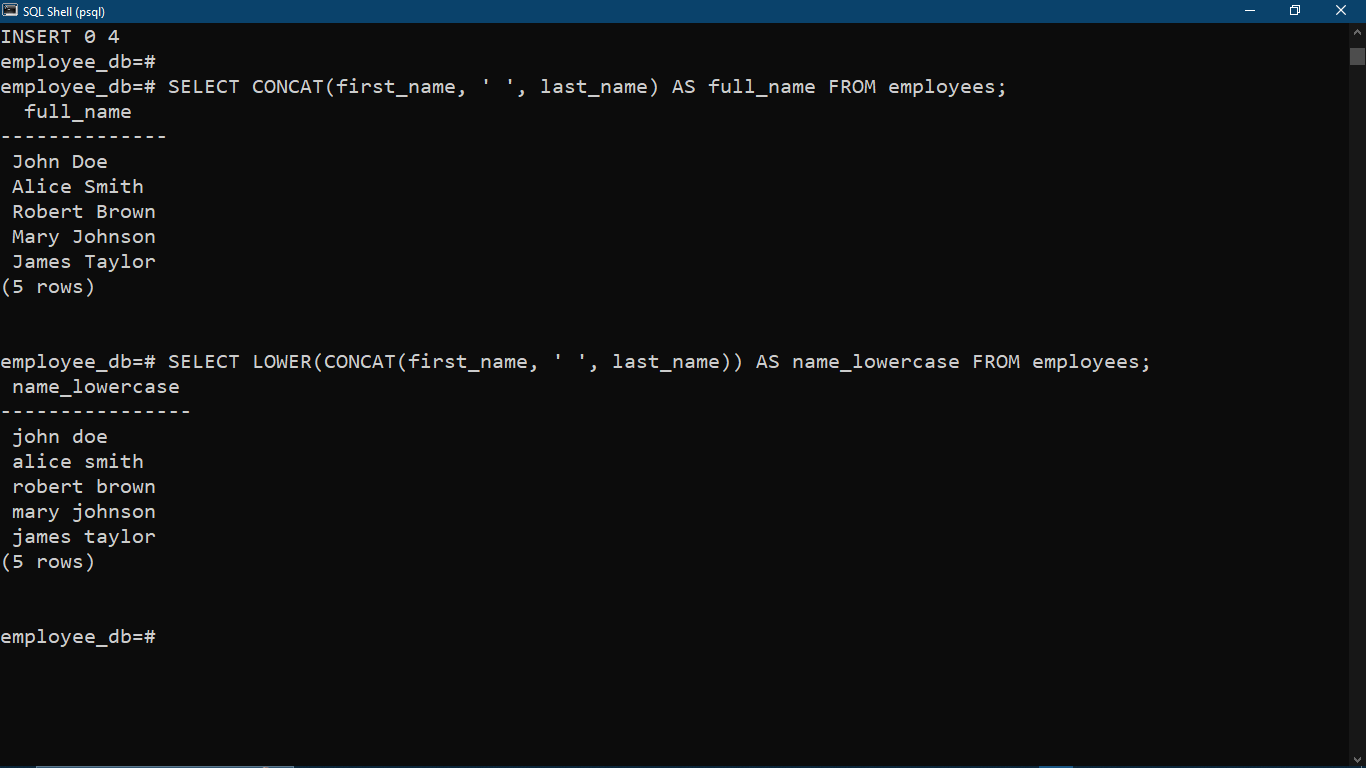 SQL Shell (psql)
INSERT 0 4
employee_db=#
employee_db=# SELECT CONCAT(first_name, ' ', last_name) AS full_name FROM employees;
  full_name
--------------
 John Doe
 Alice Smith
 Robert Brown
 Mary Johnson
 James Taylor
(5 rows)
employee_db=# SELECT LOWER(CONCAT(first_name, ' ', last_name)) AS name_lowercase FROM employees;
 name_lowercase
----------------
 john doe
 alice smith
 robert brown
 mary johnson
 james taylor
(5 rows)
employee_db=#